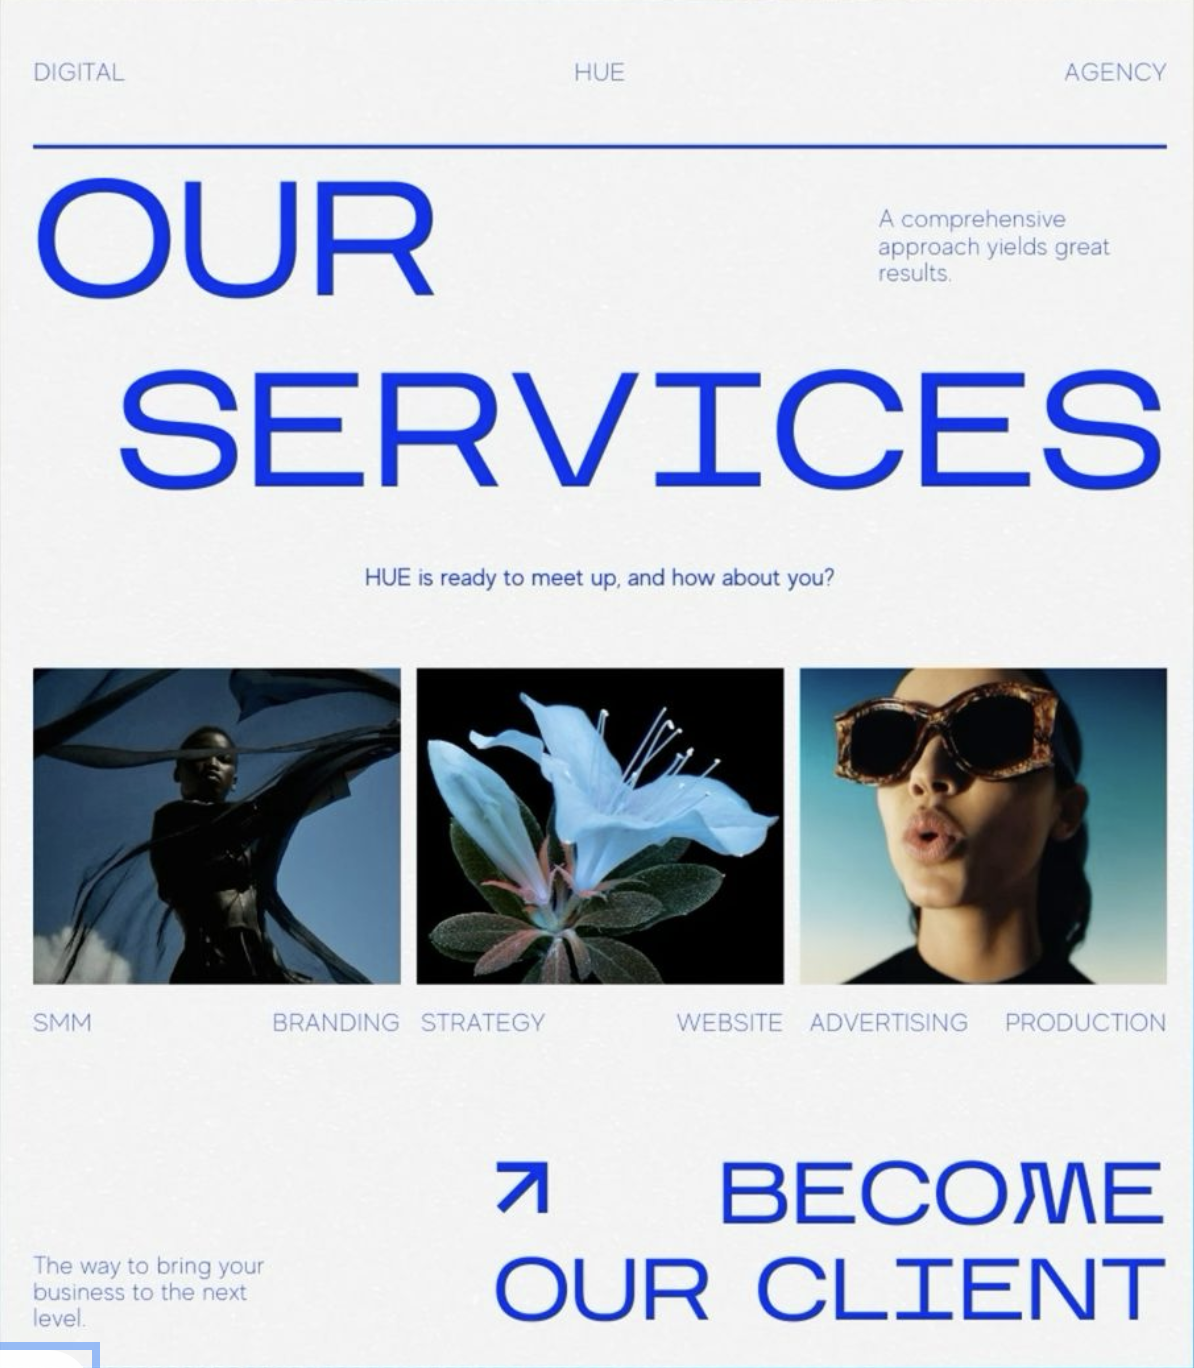 DIGITAL HUE AGENCY
OUR
A comprehensive
approach yields great
results.
SERVICES
HUE is ready to meet up, and how about you?
SMM BRANDING STRATEGY WEBSITE ADVERTISING PRODUCTION
BECOME
OUR CLIENT
The way to bring your
business to the next
level.